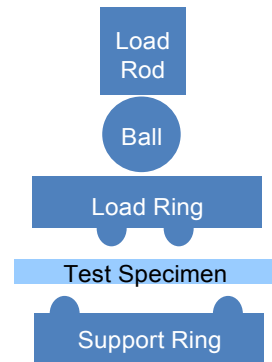 Load
Rod
Ball
Load Ring
Test Specimen
Support Ring